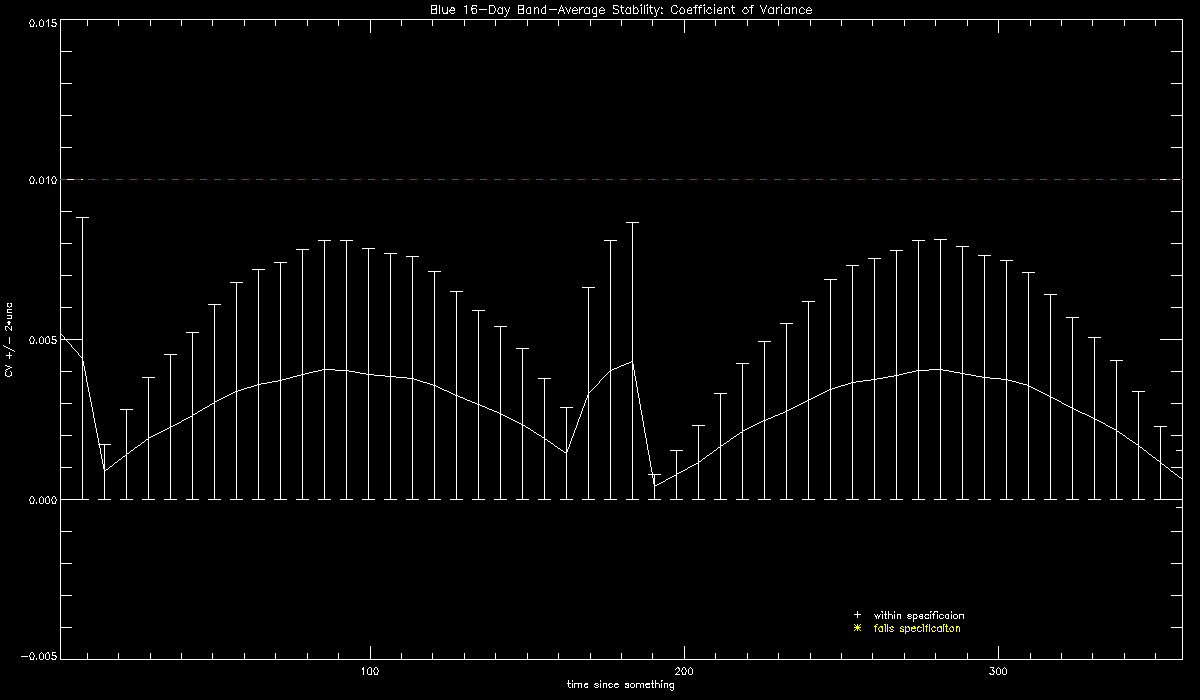 Blue 16-Day Band-Average Stability: Coefficient of Variance
0.015
0.010
0.005
0.000
-0.005
CV +/- 2*unc
100
200
300
time since something
+ within specificaion
* fails specificaiton